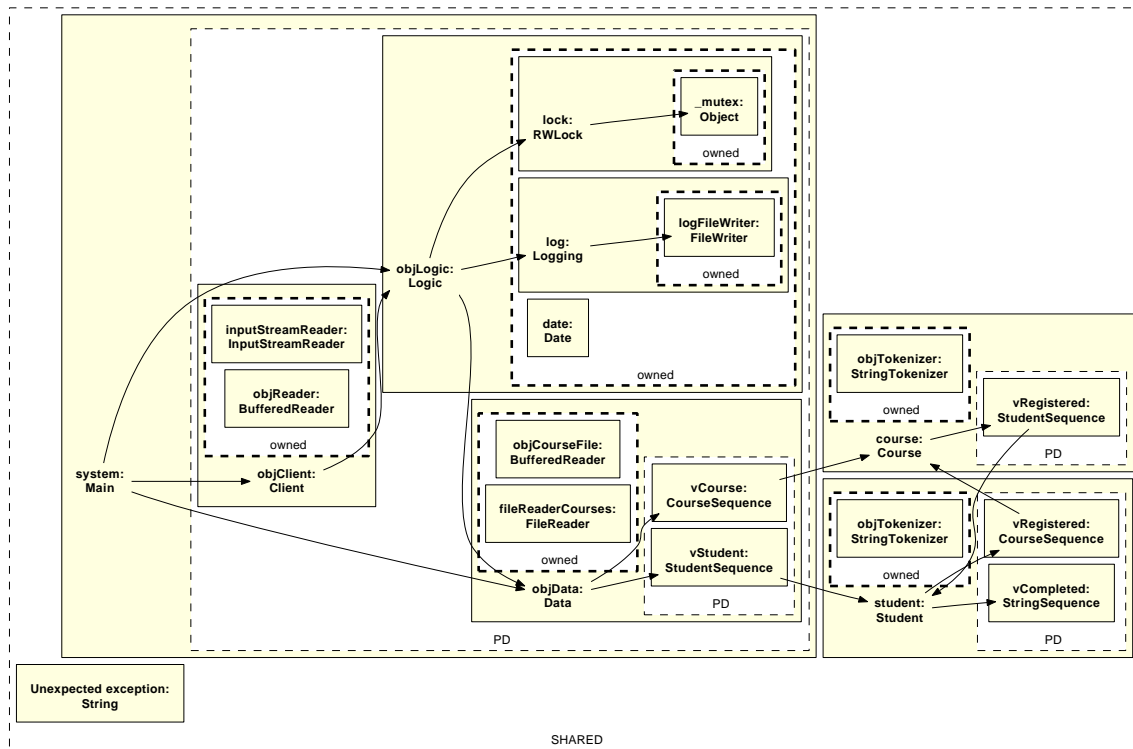 _mutex:
Object
lock:
RWLock
owned
logFileWriter:
FileWriter
log:
Logging
owned
objLogic:
Logic
date:
Date
owned
inputStreamReader:
InputStreamReader
objReader:
BufferedReader
owned
objClient:
Client
system:
Main
objCourseFile:
BufferedReader
fileReaderCourses:
FileReader
owned
objData:
Data
vCourse:
CourseSequence
vStudent:
StudentSequence
PD
PD
objTokenizer:
StringTokenizer
owned
course:
Course
vRegistered:
StudentSequence
PD
objTokenizer:
StringTokenizer
owned
student:
Student
vRegistered:
CourseSequence
vCompleted:
StringSequence
PD
Unexpected exception:
String
SHARED